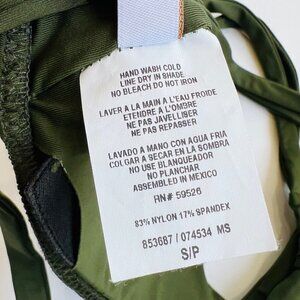 HAND WASH COLD
LINE DRY IN SHADE
NO BLEACH DO NOT IRON
LAVER A LA MAIN A L'EAU FROIDE
ETENDRE A L'OMBRE
NE PAS JAVELLISER
NE PAS REPASSER
LAVADO A MANO CON AGUA FRIA
COLGAR A SECAR EN LA SOMBRA
NO USE BLANQUEADOR
NO PLANCHAR
ASSEMBLED IN MEXICO
RN# 59526
83% NYLON 17% SPANDEX
853687 / 074534 MS
S/P